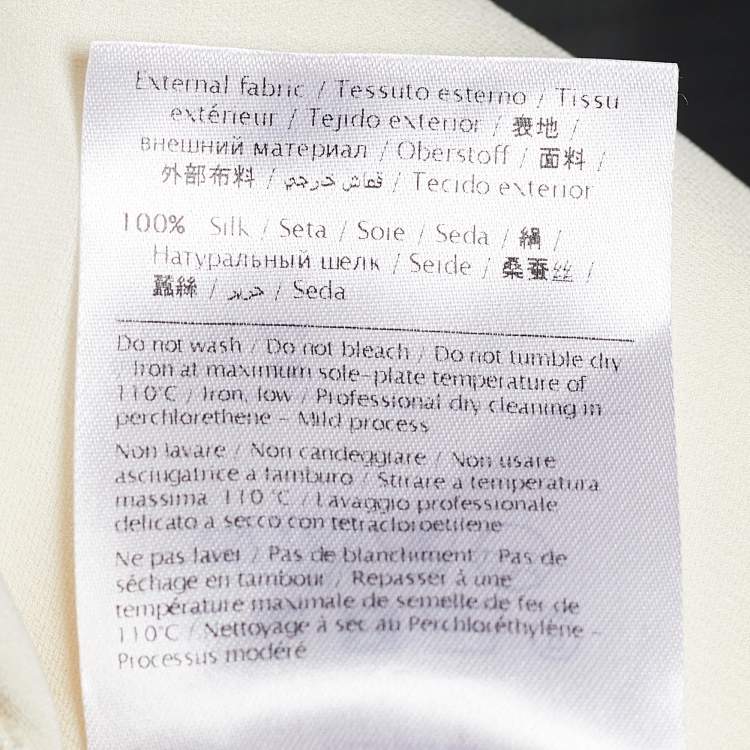 External fabric / Tessuto esterno / Tissu
extérieur / Tejido exterior / 表地 /
внешний материал / Oberstoff / 面料 /
外部布料 / قماش خارجي / Tecido exterior
100% Silk / Seta / Soie / Seda / 絹 /
Натуральный шелк / Seide / 桑蚕丝 /
蠶絲 / حرير / Seda
Do not wash / Do not bleach / Do not tumble dry
/ Iron at maximum sole-plate temperature of
110°C / Iron, low / Professional dry cleaning in
perchlorethene - Mild process
Non lavare / Non candeggiare / Non usare
asciugatrice a tamburo / Stirare a temperatura
massima 110 °C / Lavaggio professionale
delicato a secco con tetracloroetilene
Ne pas laver / Pas de blanchiment / Pas de
séchage en tambour / Repasser à une
température maximale de semelle de fer de
110°C / Nettoyage à sec au Perchloréthylène -
Processus modéré